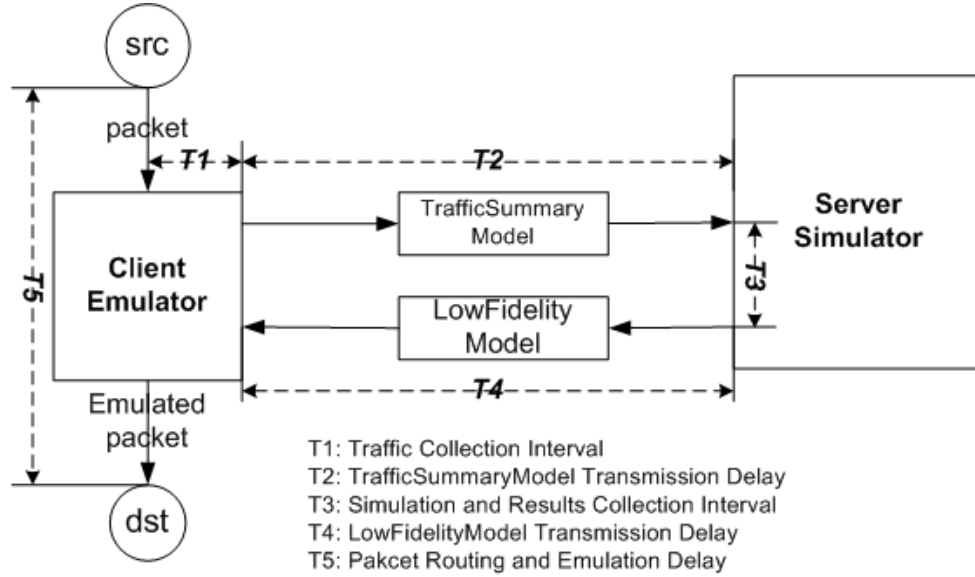 src
packet
T1
T2
TrafficSummary
Model
Server
Simulator
Client
Emulator
T5
T3
LowFidelity
Model
T4
Emulated
packet
dst
T1: Traffic Collection Interval
T2: TrafficSummaryModel Transmission Delay
T3: Simulation and Results Collection Interval
T4: LowFidelityModel Transmission Delay
T5: Pakcet Routing and Emulation Delay